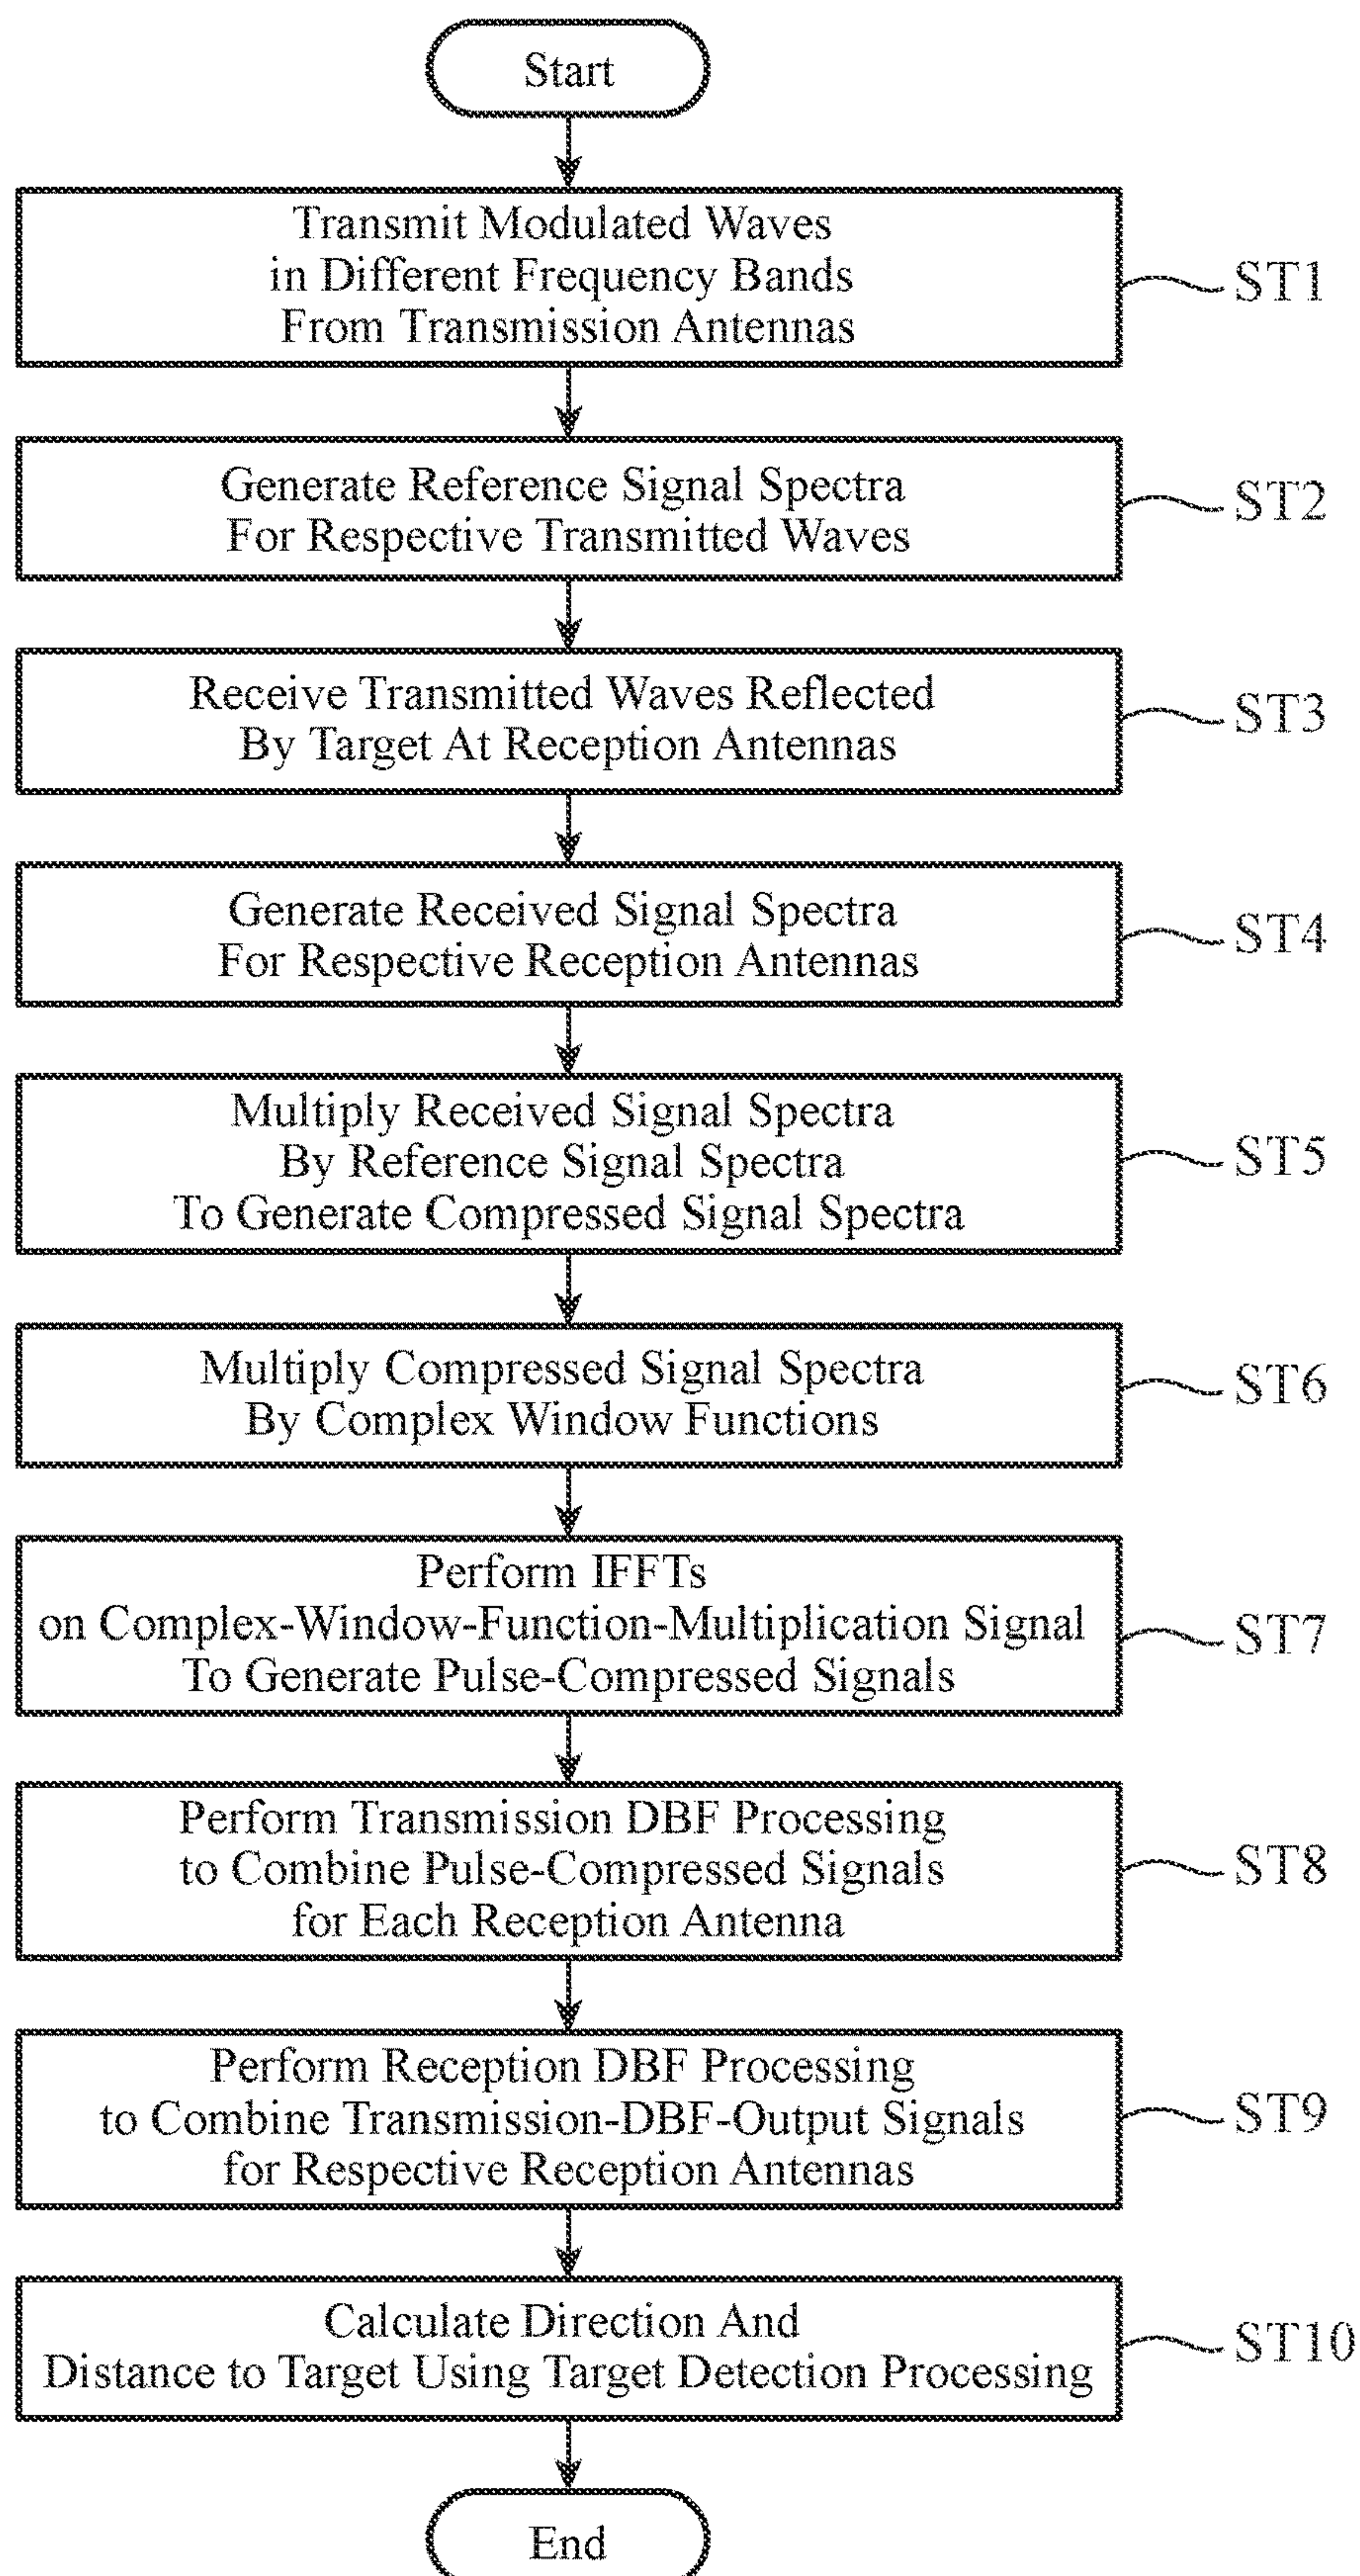 Start
Transmit Modulated Waves
in Different Frequency Bands
From Transmission Antennas
ST1
Generate Reference Signal Spectra
For Respective Transmitted Waves
ST2
Receive Transmitted Waves Reflected
By Target At Reception Antennas
ST3
Generate Received Signal Spectra
For Respective Reception Antennas
ST4
Multiply Received Signal Spectra
By Reference Signal Spectra
To Generate Compressed Signal Spectra
ST5
Multiply Compressed Signal Spectra
By Complex Window Functions
ST6
Perform IFFTs
on Complex-Window-Function-Multiplication Signal
To Generate Pulse-Compressed Signals
ST7
Perform Transmission DBF Processing
to Combine Pulse-Compressed Signals
for Each Reception Antenna
ST8
Perform Reception DBF Processing
to Combine Transmission-DBF-Output Signals
for Respective Reception Antennas
ST9
Calculate Direction And
Distance to Target Using Target Detection Processing
ST10
End